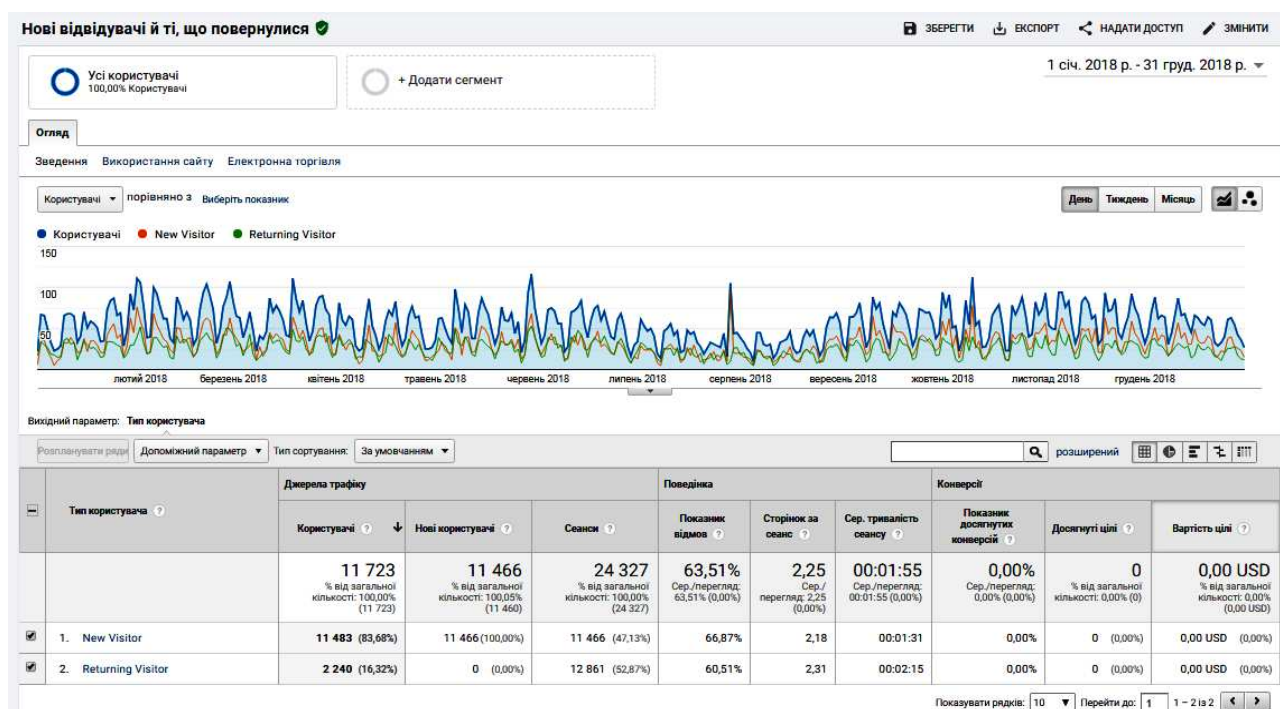 Нові відвідувачі й ті, що повернулися
ЗБЕРЕГТИ ЕКСПОРТ НАДАТИ ДОСТУП ЗМІНИТИ
Усі користувачі
100,00% Користувачі
+ Додати сегмент
1 січ. 2018 р. - 31 груд. 2018 р.
Огляд
Зведення Використання сайту Електронна торгівля
Користувачі порівняно з Виберіть показник
День Тиждень Місяць
Користувачі New Visitor Returning Visitor
150
100
50
лютий 2018 березень 2018 квітень 2018 травень 2018 червень 2018 липень 2018 серпень 2018 вересень 2018 жовтень 2018 листопад 2018 грудень 2018
Вихідний параметр: Тип користувача
Розпланувати ряди Допоміжний параметр Тип сортування: За умовчанням розширений
Джерела трафіку Поведінка Конверсії
Тип користувача ? Користувачі ? Нові користувачі ? Сеанси ? Показник відмов ? Сторінок за сеанс ? Сер. тривалість сеансу ? Показник досягнутих конверсій ? Досягнуті цілі ? Вартість цілі ?
11 723 11 466 24 327 63,51% 2,25 00:01:55 0,00% 0 0,00 USD
% від загальної кількості: 100,00% (11 723) % від загальної кількості: 100,05% (11 460) % від загальної кількості: 100,00% (24 327) Сер./перегляд: 63,51% (0,00%) Сер./перегляд: 2,25 (0,00%) Сер./перегляд: 00:01:55 (0,00%) Сер./перегляд: 0,00% (0,00%) % від загальної кількості: 0,00% (0) % від загальної кількості: 0,00% (0,00 USD)
1. New Visitor 11 483 (83,68%) 11 466 (100,00%) 11 466 (47,13%) 66,87% 2,18 00:01:31 0,00% 0 (0,00%) 0,00 USD (0,00%)
2. Returning Visitor 2 240 (16,32%) 0 (0,00%) 12 861 (52,87%) 60,51% 2,31 00:02:15 0,00% 0 (0,00%) 0,00 USD (0,00%)
Показувати рядків: 10 Перейти до: 1 1 – 2 із 2